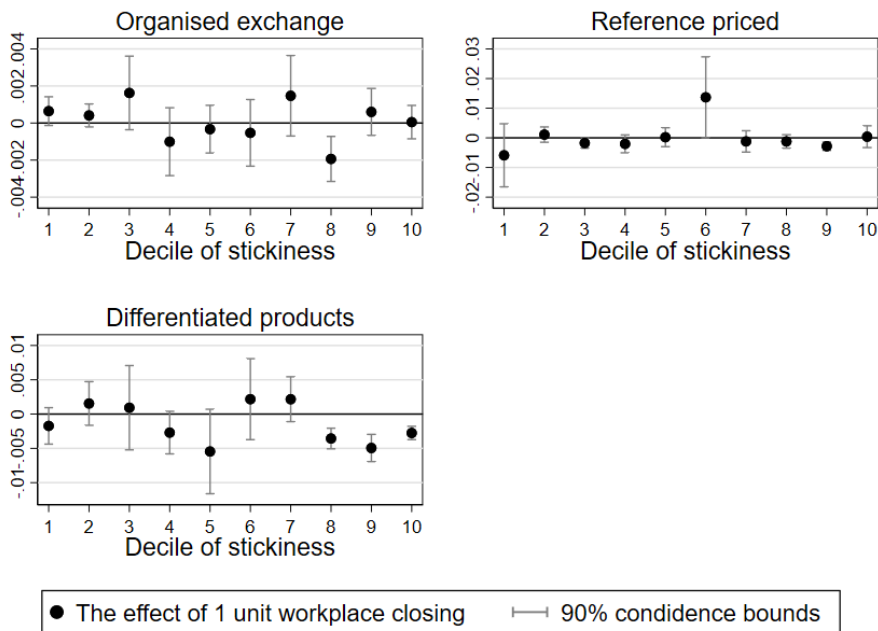 Organised exchange
-.004-.002 0 .002 .004
1 2 3 4 5 6 7 8 9 10
Decile of stickiness
Reference priced
-.02-.01 0 .01 .02 .03
1 2 3 4 5 6 7 8 9 10
Decile of stickiness
Differentiated products
-.01-.005 0 .005 .01
1 2 3 4 5 6 7 8 9 10
Decile of stickiness
The effect of 1 unit workplace closing
90% condidence bounds